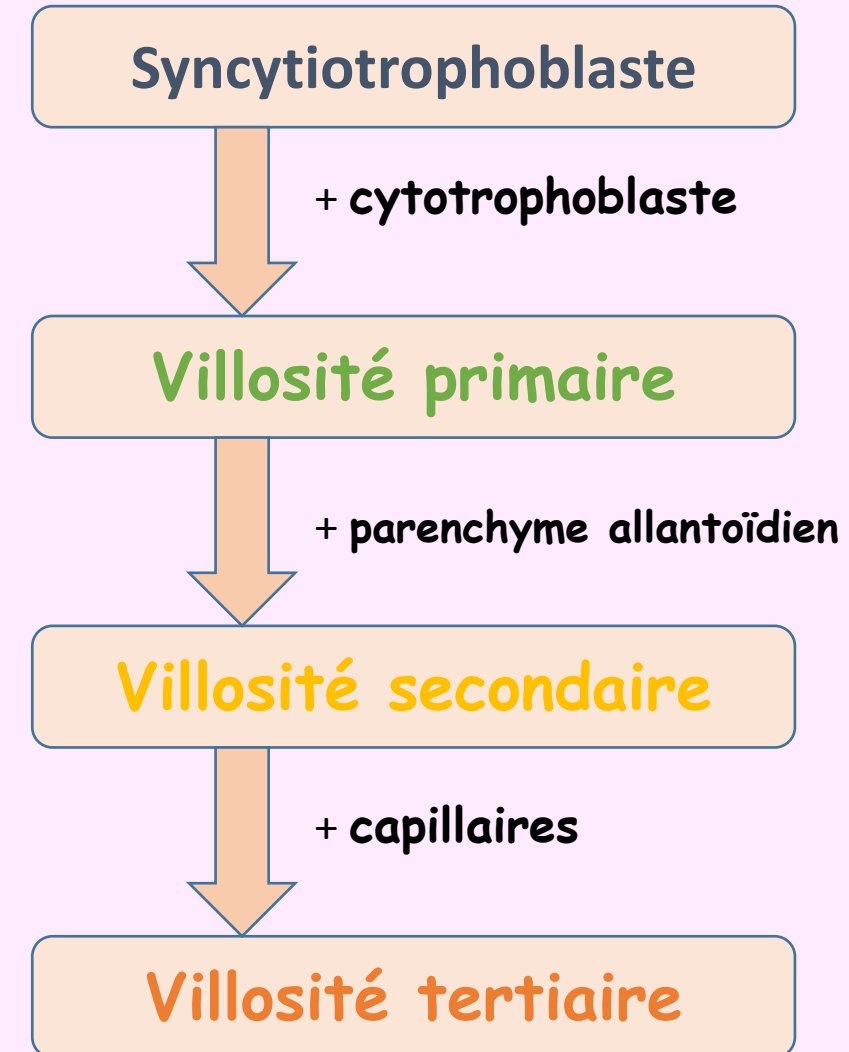 Syncytiotrophoblaste
+ cytotrophoblaste
Villosité primaire
+ parenchyme allantoïdien
Villosité secondaire
+ capillaires
Villosité tertiaire